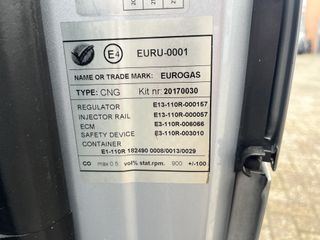 E4 EURU-0001
NAME OR TRADE MARK: EUROGAS
TYPE: CNG Kit nr: 20170030
REGULATOR E13-110R-000157
INJECTOR RAIL E13-110R-000057
ECM E3-110R-006066
SAFETY DEVICE E3-110R-003010
CONTAINER
E1-110R 182490 0008/0013/0029
CO max 0.5 vol% stat.rpm. 900 +/-100